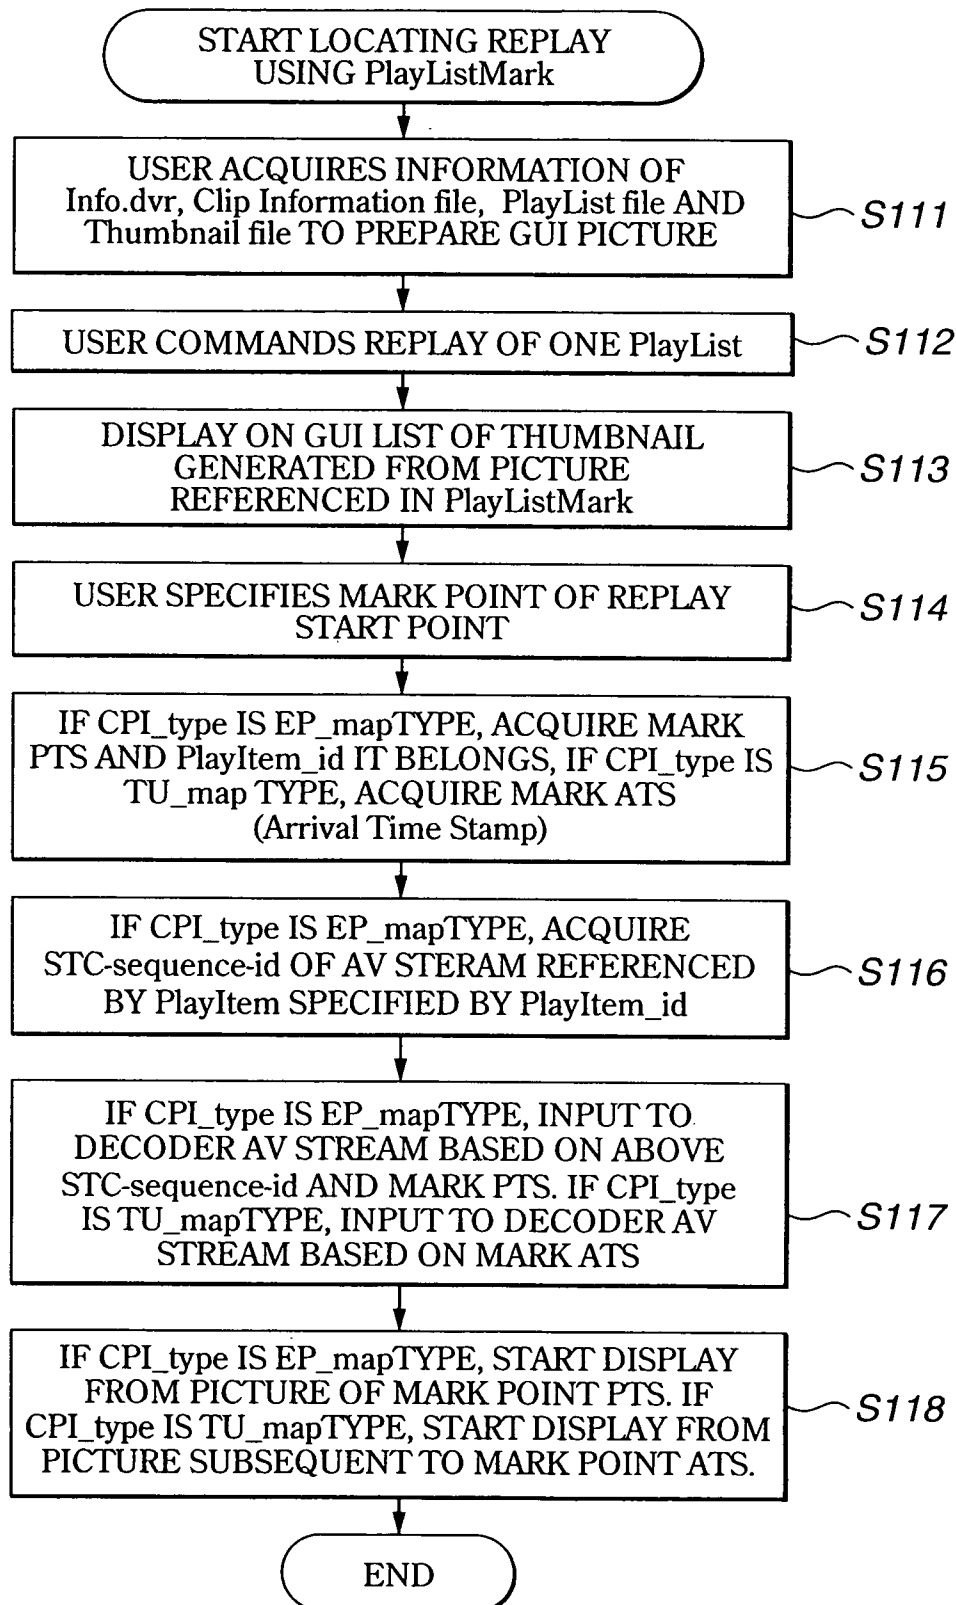 START LOCATING REPLAY
USING PlayListMark
USER ACQUIRES INFORMATION OF
Info.dvr, Clip Information file, PlayList file AND
Thumbnail file TO PREPARE GUI PICTURE
S111
USER COMMANDS REPLAY OF ONE PlayList
S112
DISPLAY ON GUI LIST OF THUMBNAIL
GENERATED FROM PICTURE
REFERENCED IN PlayListMark
S113
USER SPECIFIES MARK POINT OF REPLAY
START POINT
S114
IF CPI_type IS EP_mapTYPE, ACQUIRE MARK
PTS AND PlayItem_id IT BELONGS, IF CPI_type IS
TU_map TYPE, ACQUIRE MARK ATS
(Arrival Time Stamp)
S115
IF CPI_type IS EP_mapTYPE, ACQUIRE
STC-sequence-id OF AV STERAM REFERENCED
BY PlayItem SPECIFIED BY PlayItem_id
S116
IF CPI_type IS EP_mapTYPE, INPUT TO
DECODER AV STREAM BASED ON ABOVE
STC-sequence-id AND MARK PTS. IF CPI_type
IS TU_mapTYPE, INPUT TO DECODER AV
STREAM BASED ON MARK ATS
S117
IF CPI_type IS EP_mapTYPE, START DISPLAY
FROM PICTURE OF MARK POINT PTS. IF
CPI_type IS TU_mapTYPE, START DISPLAY FROM
PICTURE SUBSEQUENT TO MARK POINT ATS.
S118
END